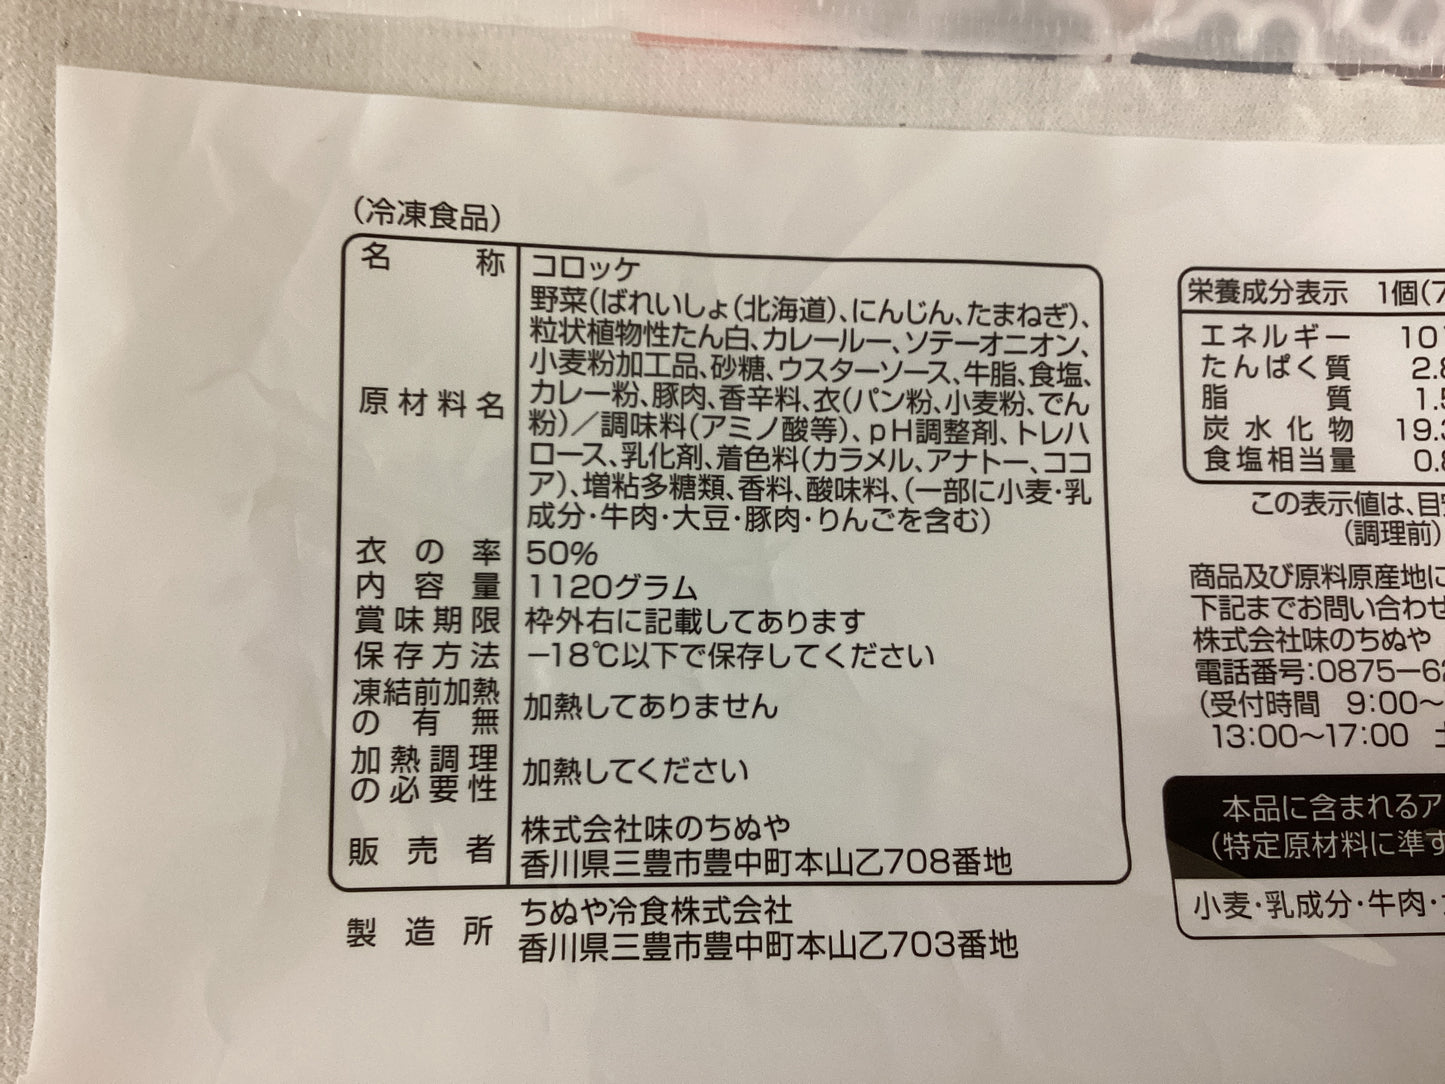 （冷凍食品）
名称 コロッケ
原材料名 野菜（ばれいしょ（北海道）、にんじん、たまねぎ）、
粒状植物性たん白、カレールー、ソテーオニオン、
小麦粉加工品、砂糖、ウスターソース、牛脂、食塩、
カレー粉、豚肉、香辛料、衣（パン粉、小麦粉、でん
粉）／調味料（アミノ酸等）、pH調整剤、トレハ
ロース、乳化剤、着色料（カラメル、アナトー、ココ
ア）、増粘多糖類、香料、酸味料、（一部に小麦・乳
成分・牛肉・大豆・豚肉・りんごを含む）
衣の率 50%
内容量 1120グラム
賞味期限 枠外右に記載してあります
保存方法 −18℃以下で保存してください
凍結前加熱
の有無 加熱してありません
加熱調理
の必要性 加熱してください
販売者 株式会社味のちぬや
香川県三豊市豊中町本山乙708番地
製造所 ちぬや冷食株式会社
香川県三豊市豊中町本山乙703番地
栄養成分表示 1個(7
エネルギー 10
たんぱく質 2.8
脂質 1.5
炭水化物 19.
食塩相当量 0.8
この表示値は、目
（調理前）
商品及び原料原産地に
下記までお問い合わせ
株式会社味のちぬや
電話番号：0875−62
（受付時間 9:00〜
13:00〜17:00
本品に含まれるア
（特定原材料に準ず
小麦・乳成分・牛肉・